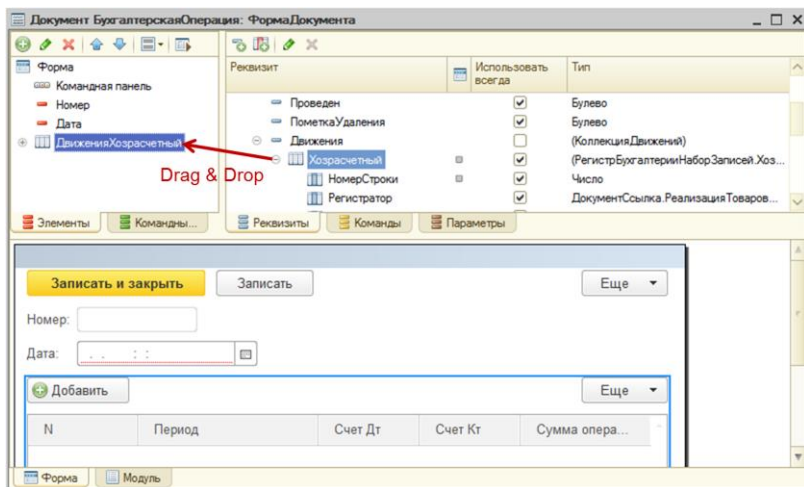 Документ БухгалтерскаяОперация: ФормаДокумента
Форма
Командная панель
Номер
Дата
ДвиженияХозрасчетный
Реквизит Использовать всегда Тип
Проведен Булево
ПометкаУдаления Булево
Движения (КоллекцияДвижений)
Хозрасчетный (РегистрБухгалтерииНаборЗаписей.Хоз...
НомерСтроки Число
Регистратор ДокументСсылка.РеализацияТоваров...
Drag & Drop
Элементы Командны... Реквизиты Команды Параметры
Записать и закрыть Записать Еще
Номер:
Дата: . . : :
Добавить Еще
N Период Счет Дт Счет Кт Сумма опера...
Форма Модуль